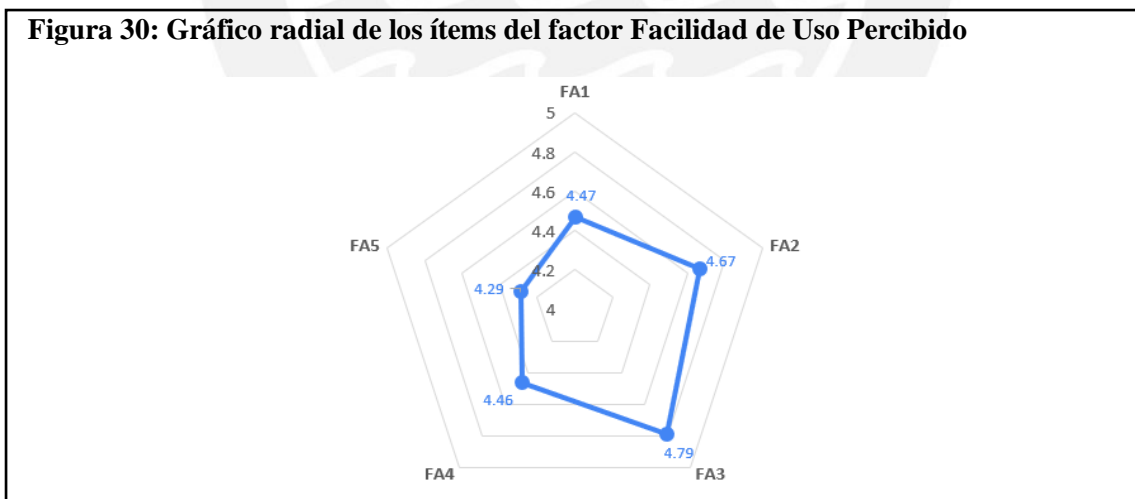 Figura 30: Gráfico radial de los ítems del factor Facilidad de Uso Percibido
FA1
5
4.8
4.6
4.47
4.4
FA5
FA2
4.67
4.2
4.29
4
4.46
4.79
FA4
FA3